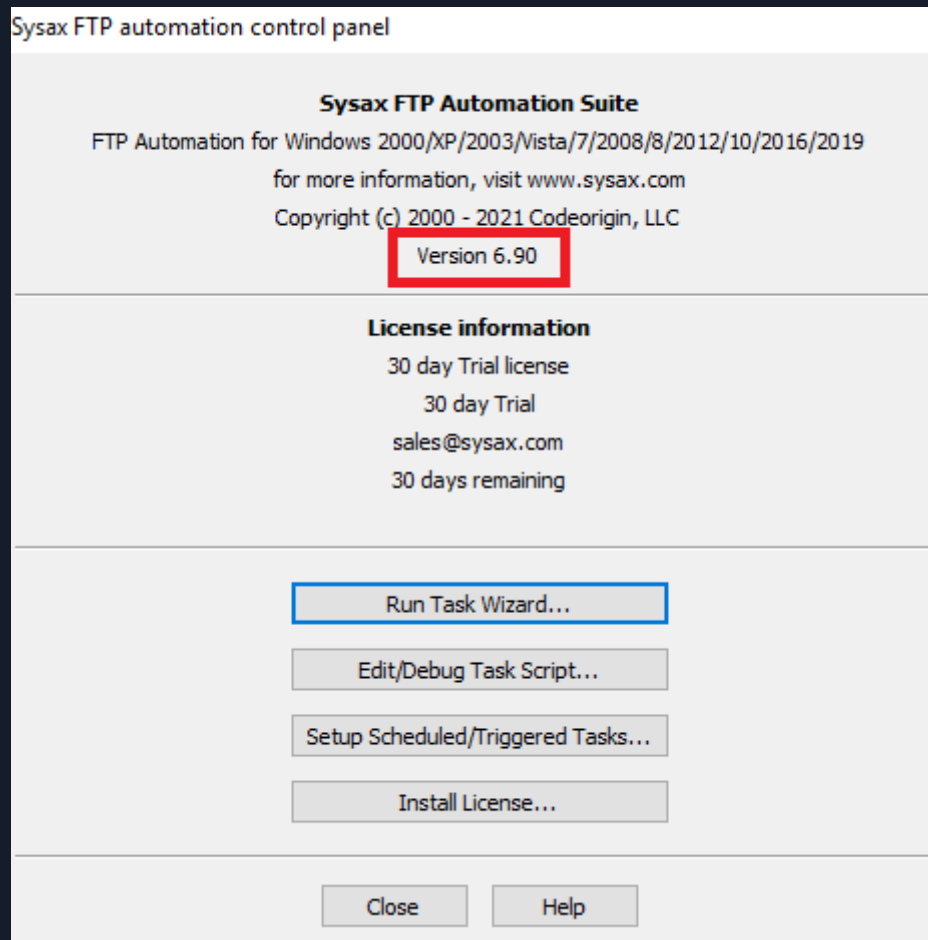 Sysax FTP automation control panel
Sysax FTP Automation Suite
FTP Automation for Windows 2000/XP/2003/Vista/7/2008/8/2012/10/2016/2019
for more information, visit www.sysax.com
Copyright (c) 2000 - 2021 Codeorigin, LLC
Version 6.90
License information
30 day Trial license
30 day Trial
sales@sysax.com
30 days remaining
Run Task Wizard...
Edit/Debug Task Script...
Setup Scheduled/Triggered Tasks...
Install License...
Close
Help